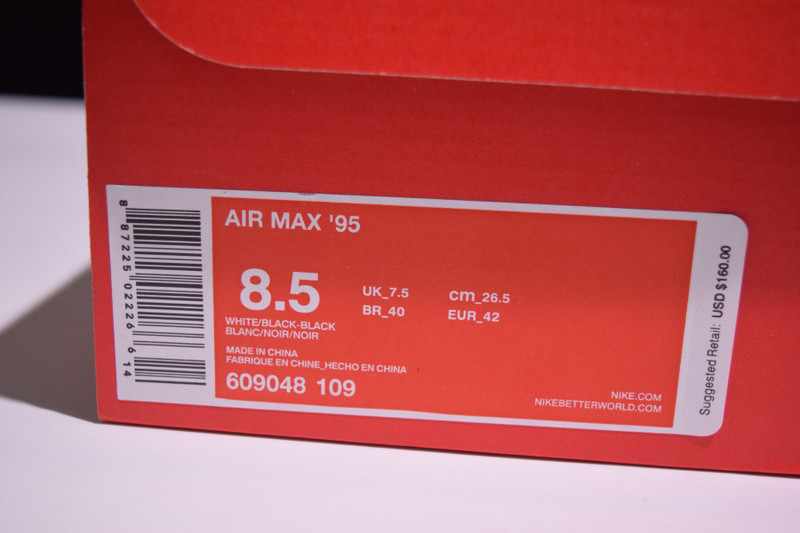 AIR MAX '95
8.5
UK_7.5 cm_26.5
BR_40 EUR_42
WHITE/BLACK-BLACK
BLANC/NOIR/NOIR
MADE IN CHINA
FABRIQUE EN CHINE_HECHO EN CHINA
609048 109
NIKE.COM
NIKEBETTERWORLD.COM
8 87225 02226 6 14
Suggested Retail: USD $160.00